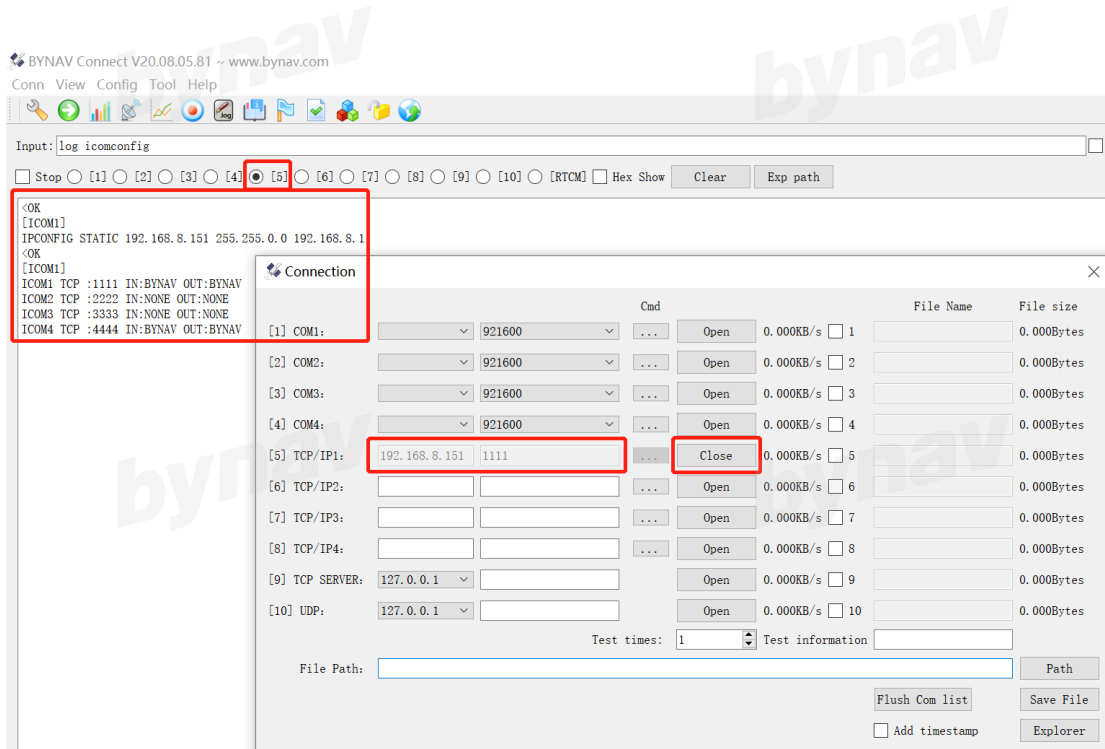 bynav
bynav
BYNAV Connect V20.08.05.81 ~ www.bynav.com
Conn View Config Tool Help
.log
Input: log icomconfig
Stop [1] [2] [3] [4] [5] [6] [7] [8] [9] [10] [RTCM] Hex Show Clear Exp path
<OK
[ICOM1]
IPCONFIG STATIC 192.168.8.151 255.255.0.0 192.168.8.1
<OK
[ICOM1]
ICOM1 TCP :1111 IN:BYNAV OUT:BYNAV
ICOM2 TCP :2222 IN:NONE OUT:NONE
ICOM3 TCP :3333 IN:NONE OUT:NONE
ICOM4 TCP :4444 IN:BYNAV OUT:BYNAV
Connection
Cmd File Name File size
[1] COM1: 921600 ... Open 0.000KB/s 1 0.000Bytes
[2] COM2: 921600 ... Open 0.000KB/s 2 0.000Bytes
[3] COM3: 921600 ... Open 0.000KB/s 3 0.000Bytes
[4] COM4: 921600 ... Open 0.000KB/s 4 0.000Bytes
[5] TCP/IP1: 192.168.8.151 1111 ... Close 0.000KB/s 5 0.000Bytes
[6] TCP/IP2: ... Open 0.000KB/s 6 0.000Bytes
[7] TCP/IP3: ... Open 0.000KB/s 7 0.000Bytes
[8] TCP/IP4: ... Open 0.000KB/s 8 0.000Bytes
[9] TCP SERVER: 127.0.0.1 Open 0.000KB/s 9 0.000Bytes
[10] UDP: 127.0.0.1 Open 0.000KB/s 10 0.000Bytes
Test times: 1 Test information
File Path: Path
Flush Com list Save File
Add timestamp Explorer
bynav
bynav